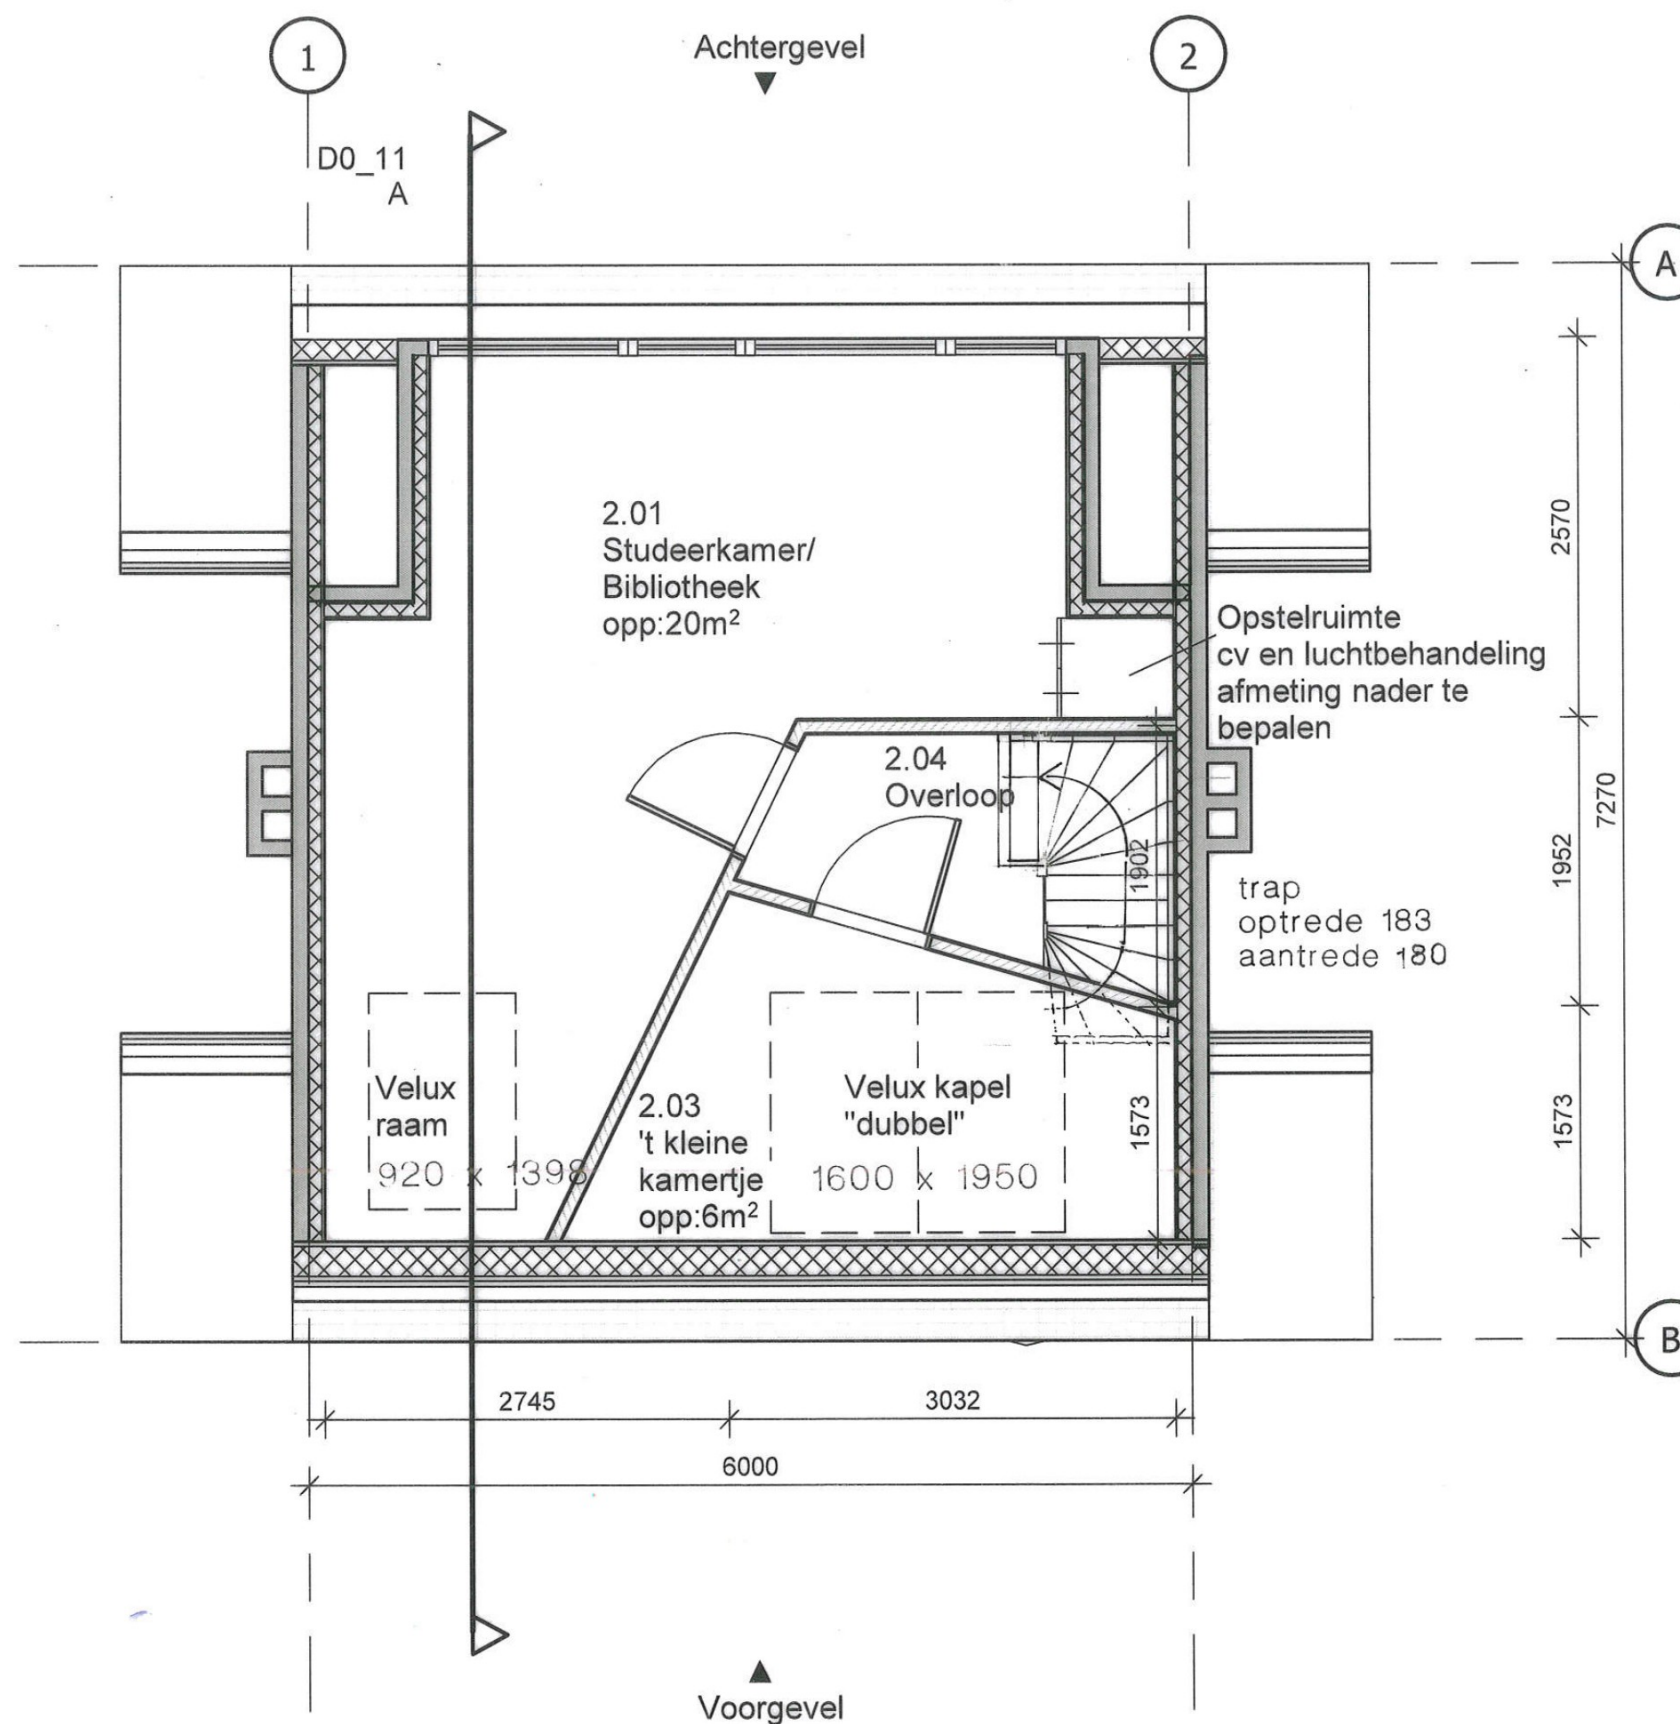 1
Achtergevel
2
D0_11
A
A
2.01
Studeerkamer/
Bibliotheek
opp:20m²
2570
Opstelruimte
cv en luchtbehandeling
afmeting nader te
bepalen
2.04
Overloop
7270
1902
1952
trap
optrede 183
aantrede 180
Velux
raam
920 x 1398
2.03
't kleine
kamertje
opp:6m²
Velux kapel
"dubbel"
1600 x 1950
1573
1573
B
2745
3032
6000
Voorgevel